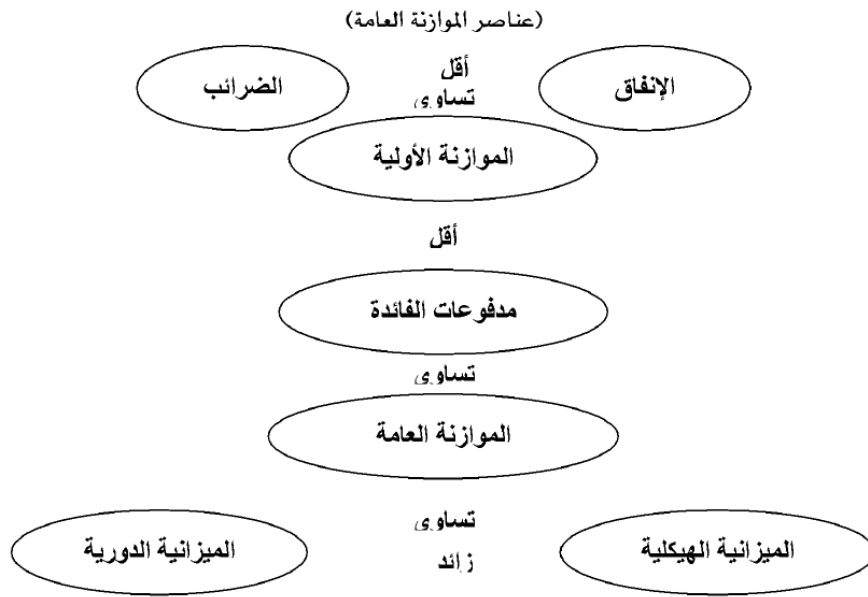 (عناصر الموازنة العامة)
أقل
الإنفاق
الضرائب
تساوى
الموازنة الأولية
أقل
مدفوعات الفائدة
تساوى
الموازنة العامة
تساوى
الميزانية الهيكلية
الميزانية الدورية
زائد